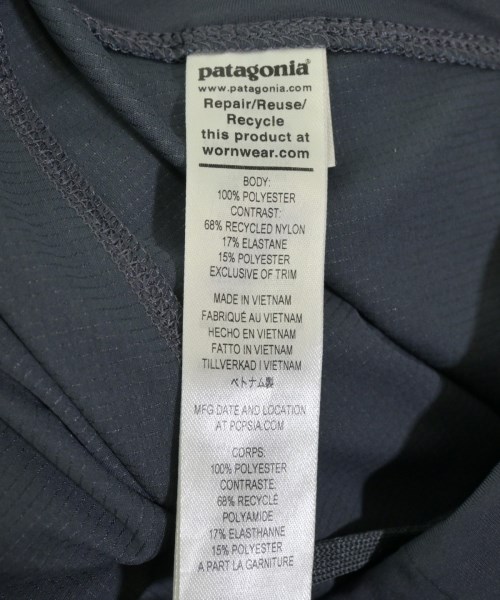 patagonia®
www.patagonia.com
Repair/Reuse/
Recycle
this product at
wornwear.com
BODY:
100% POLYESTER
CONTRAST:
68% RECYCLED NYLON
17% ELASTANE
15% POLYESTER
EXCLUSIVE OF TRIM
MADE IN VIETNAM
FABRIQUÉ AU VIETNAM
HECHO EN VIETNAM
FATTO IN VIETNAM
TILLVERKAD I VIETNAM
ベトナム製
MFG DATE AND LOCATION
AT POPSIA.COM
CORPS:
100% POLYESTER
CONTRASTE:
68% RECYCLÉ
POLYAMIDE
17% ELASTHANNE
15% POLYESTER
A PART LA GARNITURE